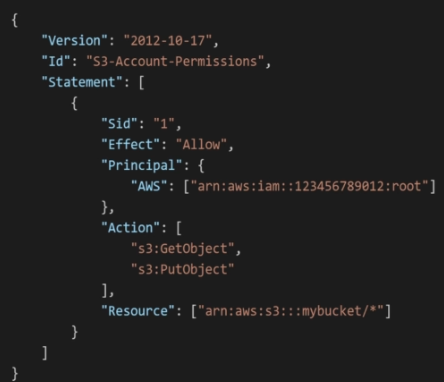 {
    "Version": "2012-10-17",
    "Id": "S3-Account-Permissions",
    "Statement": [
        {
            "Sid": "1",
            "Effect": "Allow",
            "Principal": {
                "AWS": ["arn:aws:iam::123456789012:root"]
            },
            "Action": [
                "s3:GetObject",
                "s3:PutObject"
            ],
            "Resource": ["arn:aws:s3:::mybucket/*"]
        }
    ]
}